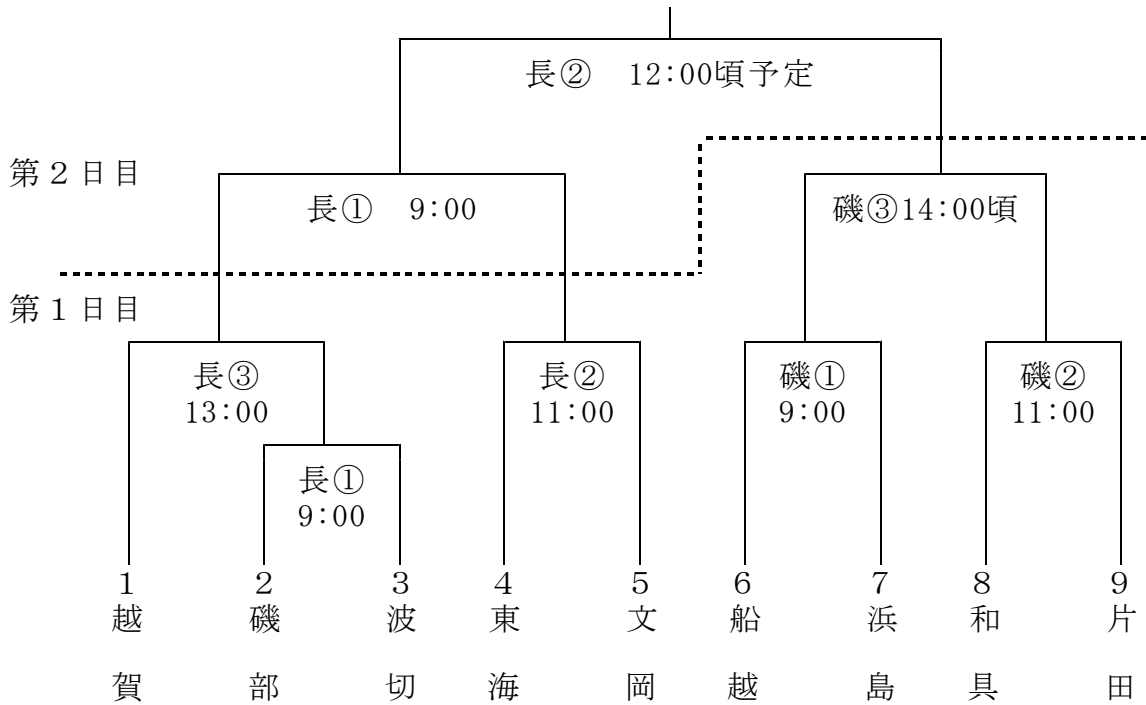 長② 12:00頃予定
第２日目
長① 9:00
磯③14:00頃
第１日目
長③
13:00
長②
11:00
磯①
9:00
磯②
11:00
長①
9:00
1 2 3 4 5 6 7 8 9
越賀
磯部
波切
東海
文岡
船越
浜島
和具
片田